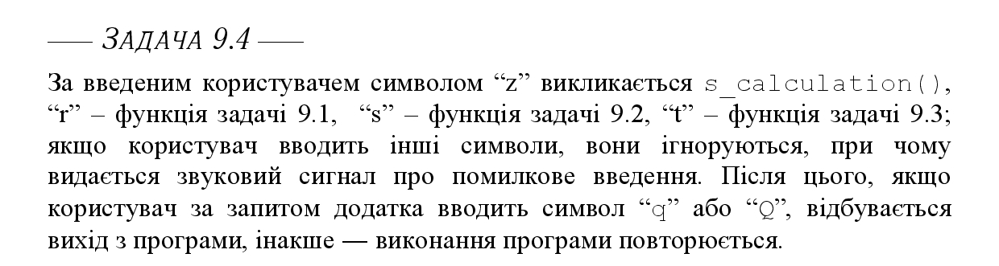 — ЗАДАЧА 9.4 —
За введеним користувачем символом “z” викликається s_calculation(),
“r” – функція задачі 9.1, “s” – функція задачі 9.2, “t” – функція задачі 9.3;
якщо користувач вводить інші символи, вони ігноруються, при чому
видається звуковий сигнал про помилкове введення. Після цього, якщо
користувач за запитом додатка вводить символ “q” або “Q”, відбувається
вихід з програми, інакше — виконання програми повторюється.